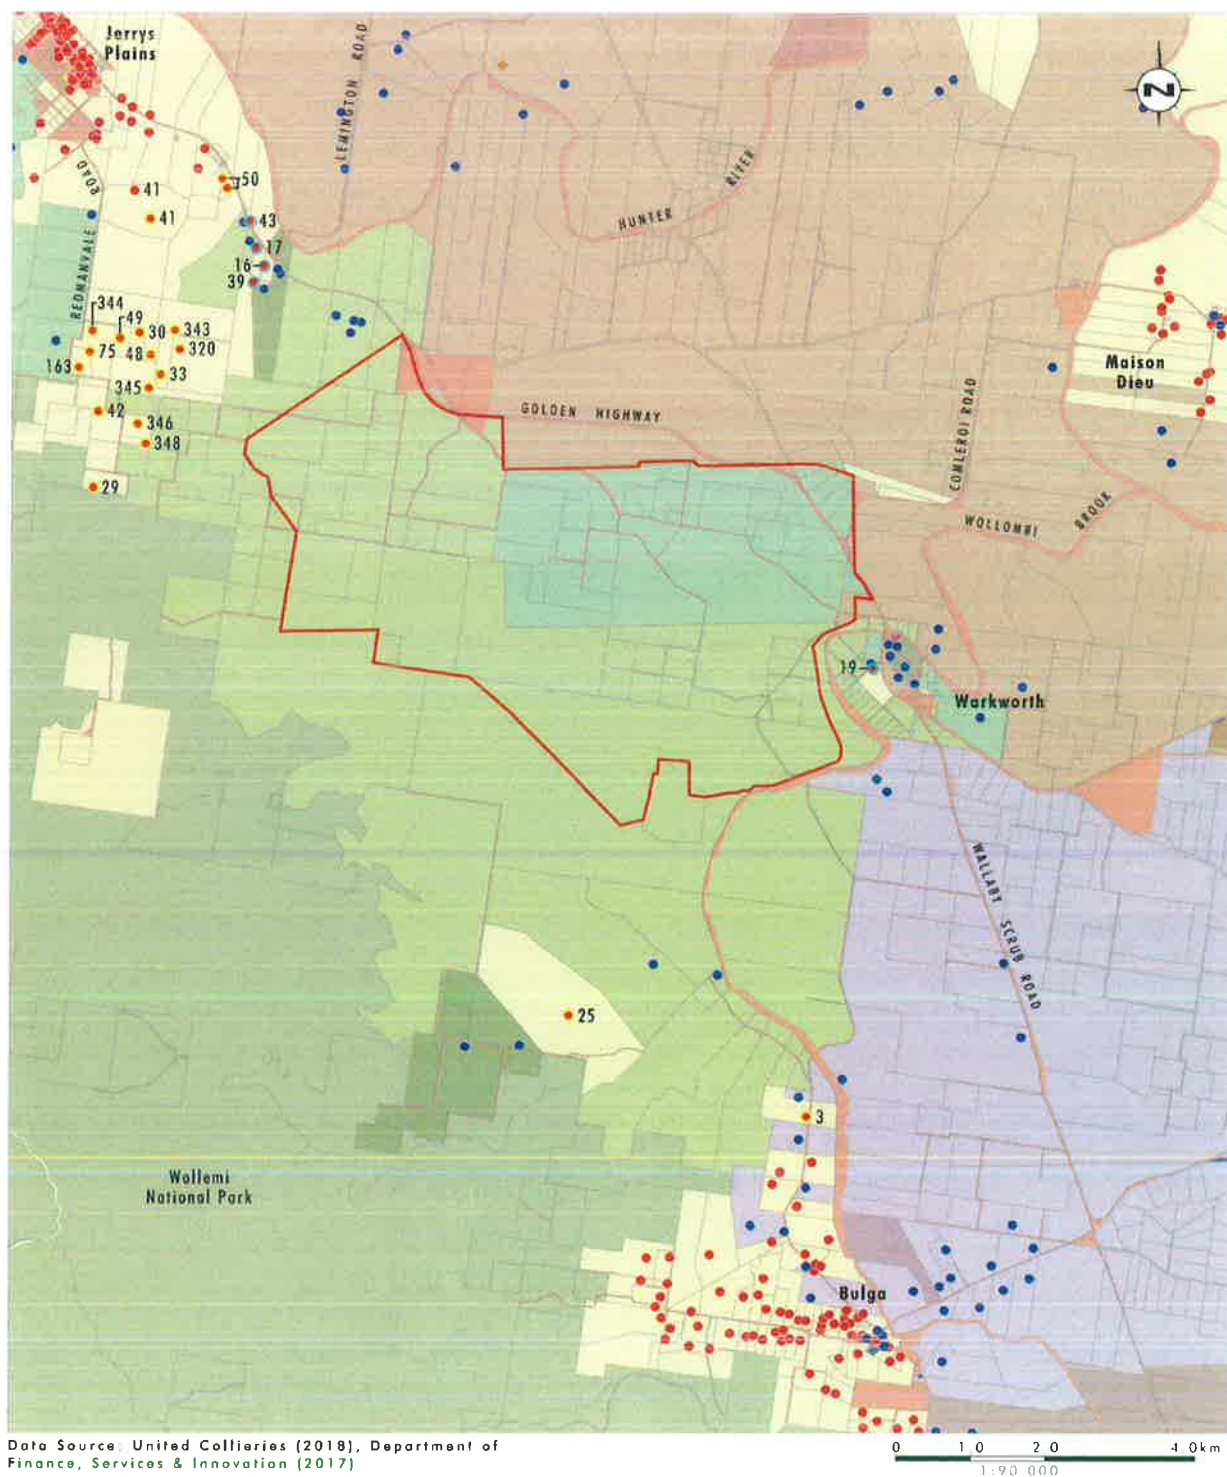 Jerrys
Plains
LEMINGTON ROAD
N
ROAD
50
41
41
RIVER
HUNTER
43
17
16
39
REDMANVALE
344
49
30
343
75
48
320
163
33
345
42
346
348
29
Maison
Dieu
GOLDEN HIGHWAY
COMLEROI ROAD
WOLLOMBI BROOK
19
Warkworth
WALLABY SCRUB ROAD
25
3
Wollemi
National Park
Bulga
Data Source: United Collieries (2018), Department of
Finance, Services & Innovation (2017)
0 1.0 2.0 4.0km
1:90 000